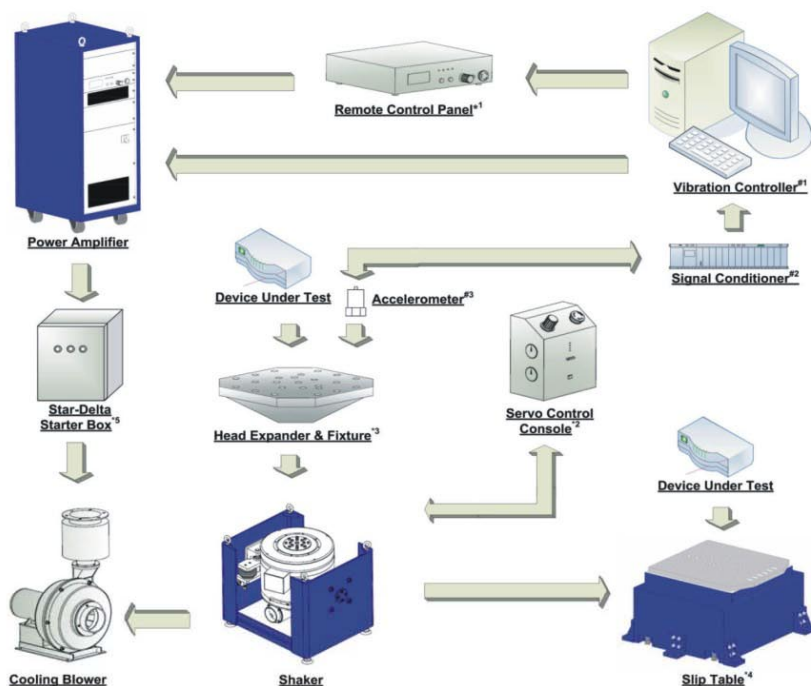 Remote Control Panel*1
Vibration Controller#1
Power Amplifier
Signal Conditioner#2
Device Under Test
Accelerometer#3
Star-Delta
Starter Box*5
Head Expander & Fixture*3
Servo Control
Console*2
Device Under Test
Cooling Blower
Shaker
Slip Table*4